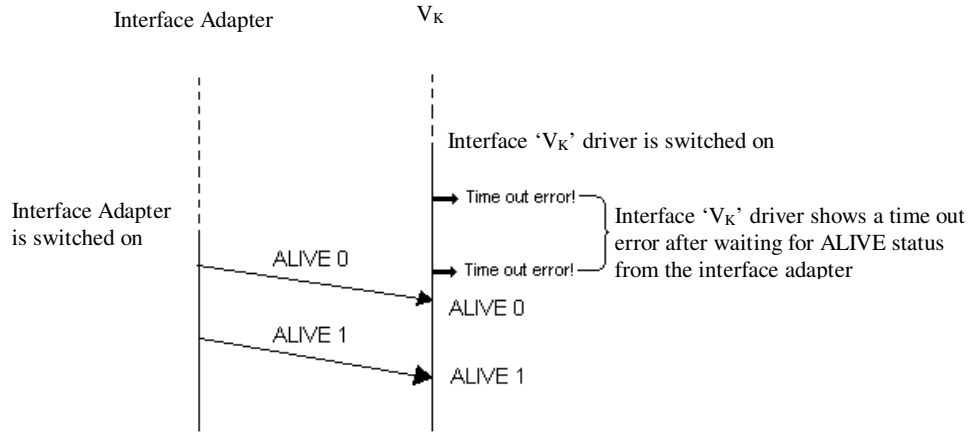 Interface Adapter
V_K
Interface ‘V_K’ driver is switched on
Time out error!
Interface Adapter
is switched on
Interface ‘V_K’ driver shows a time out
error after waiting for ALIVE status
from the interface adapter
ALIVE 0
Time out error!
ALIVE 0
ALIVE 1
ALIVE 1